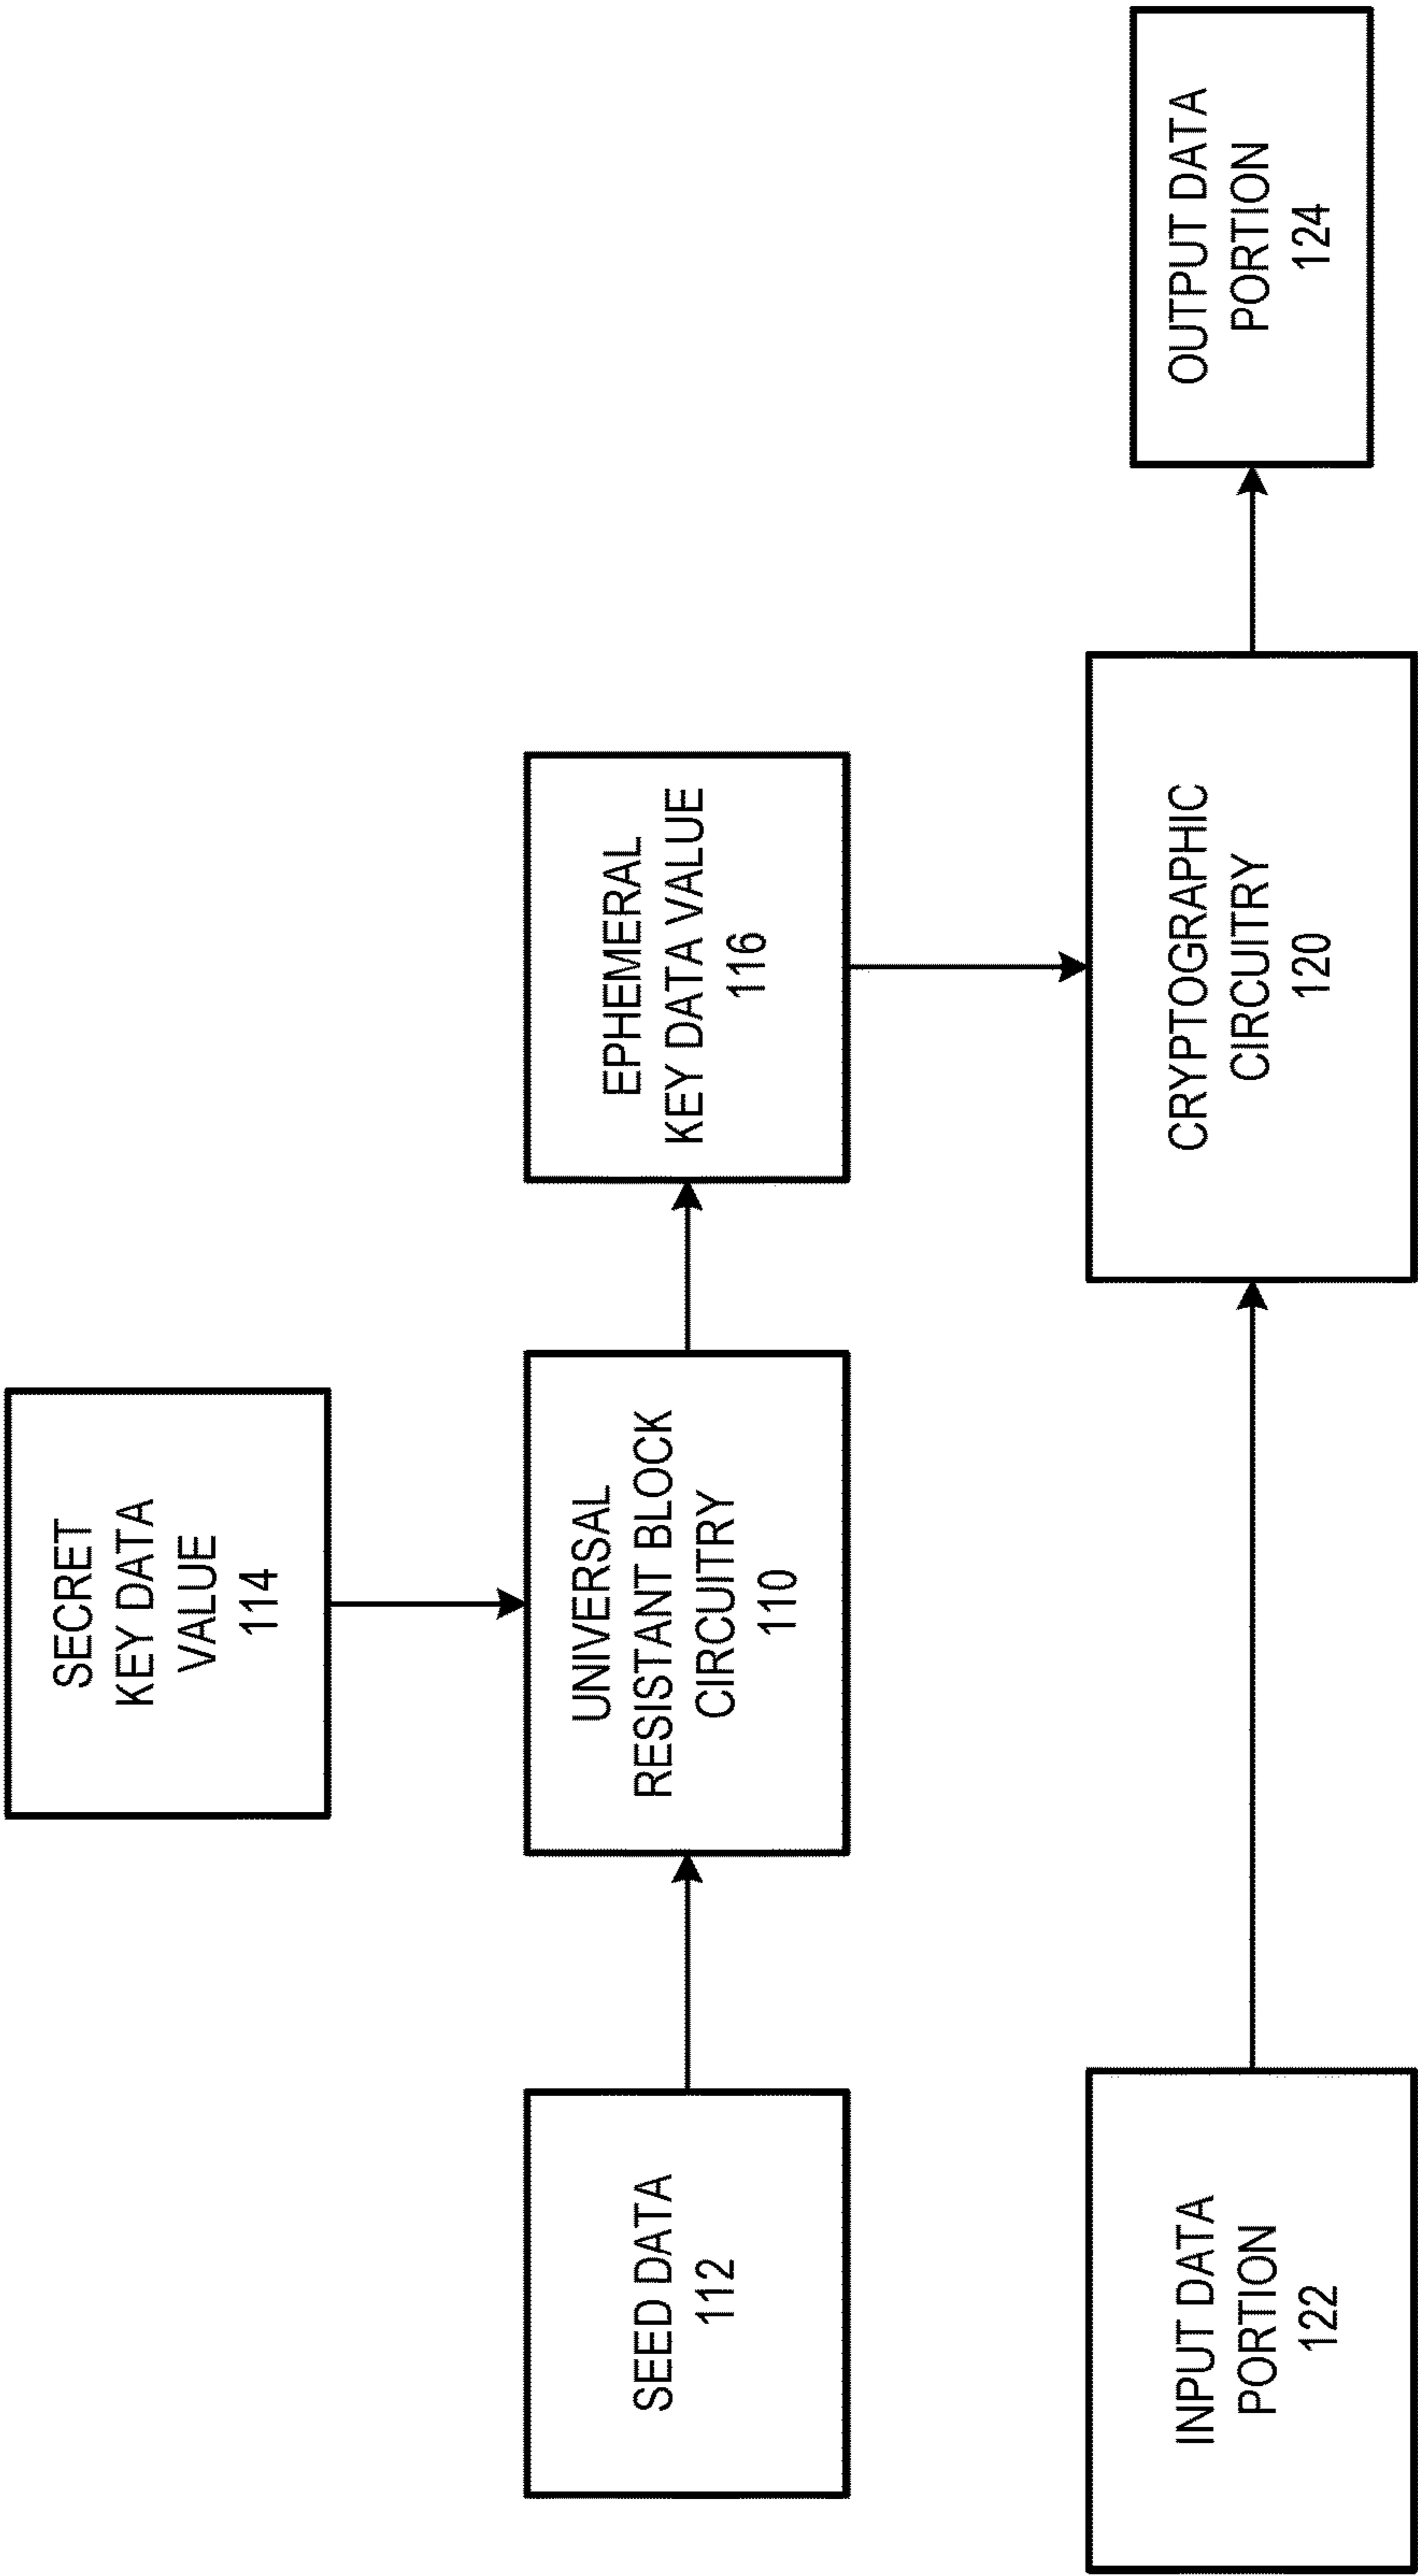 SECRET
KEY DATA
VALUE
114
SEED DATA
112
UNIVERSAL
RESISTANT BLOCK
CIRCUITRY
110
EPHEMERAL
KEY DATA VALUE
116
INPUT DATA
PORTION
122
CRYPTOGRAPHIC
CIRCUITRY
120
OUTPUT DATA
PORTION
124